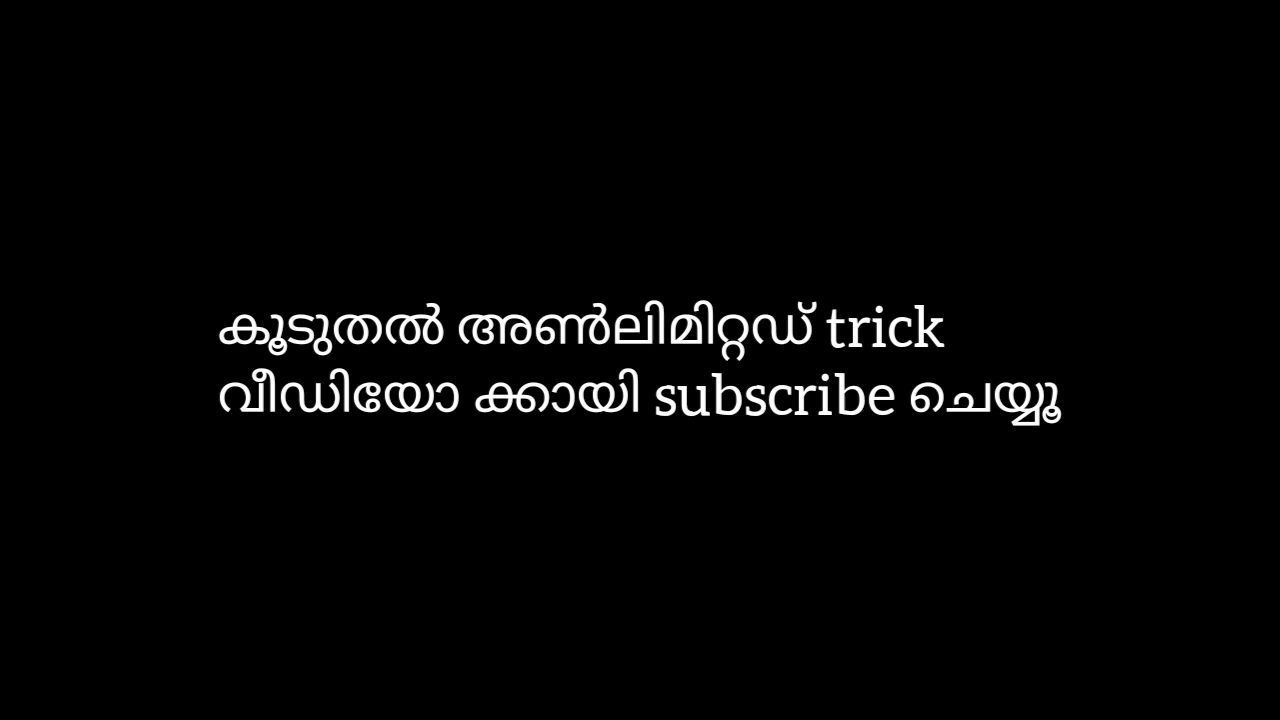 കൂടുതൽ അൺലിമിറ്റഡ് trick
വീഡിയോ ക്കായി subscribe ചെയ്യൂ